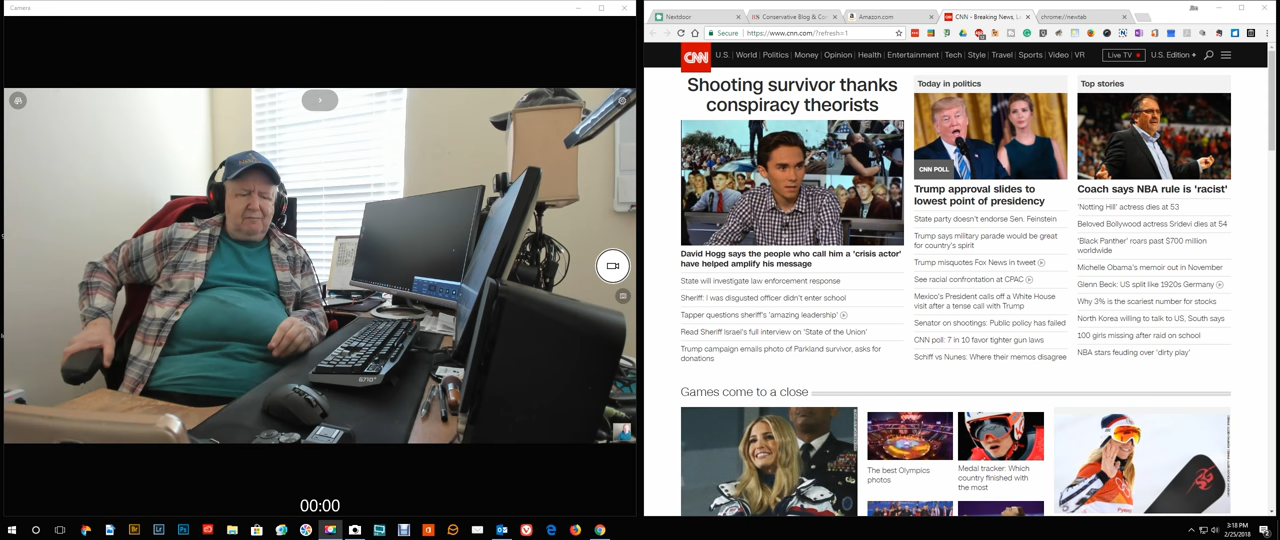 Camera
00:00
G710+
Nextdoor
Conservative Blog & Co
Amazon.com
CNN - Breaking News, L
chrome://newtab
Secure
https://www.cnn.com/?refresh=1
CNN
U.S.
World
Politics
Money
Opinion
Health
Entertainment
Tech
Style
Travel
Sports
Video
VR
Live TV
U.S. Edition +
Shooting survivor thanks
conspiracy theorists
David Hogg says the people who call him a 'crisis actor'
have helped amplify his message
State will investigate law enforcement response
Sheriff: I was disgusted officer didn't enter school
Tapper questions sheriff's 'amazing leadership'
Read Sheriff Israel's full interview on 'State of the Union'
Trump campaign emails photo of Parkland survivor, asks for
donations
Today in politics
CNN POLL
Trump approval slides to
lowest point of presidency
State party doesn't endorse Sen. Feinstein
Trump says military parade would be great
for country's spirit
Trump misquotes Fox News in tweet
See racial confrontation at CPAC
Mexico's President calls off a White House
visit after a tense call with Trump
Senator on shootings: Public policy has failed
CNN poll: 7 in 10 favor tighter gun laws
Schiff vs Nunes: Where their memos disagree
Top stories
Coach says NBA rule is 'racist'
'Notting Hill' actress dies at 53
Beloved Bollywood actress Sridevi dies at 54
'Black Panther' roars past $700 million
worldwide
Michelle Obama's memoir out in November
Glenn Beck: US split like 1920s Germany
Why 3% is the scariest number for stocks
North Korea willing to talk to US, South says
100 girls missing after raid on school
NBA stars feuding over 'dirty play'
Games come to a close
The best Olympics
photos
Medal tracker: Which
country finished with
the most
3:18 PM
2/25/2018